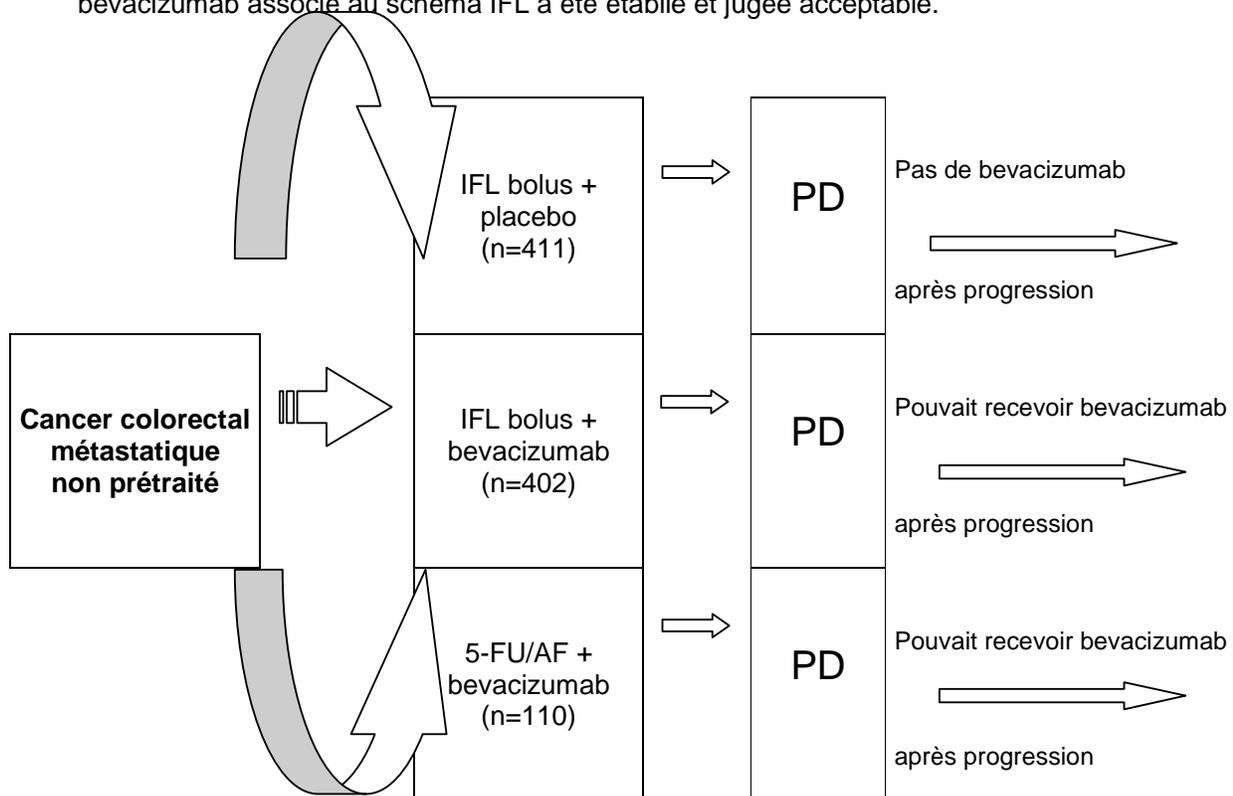 bevacizumab associé au schéma IFL a été établie et jugée acceptable.
IFL bolus +
placebo
(n=411)
PD
Pas de bevacizumab
après progression
Cancer colorectal
métastatique
non prétraité
IFL bolus +
bevacizumab
(n=402)
PD
Pouvait recevoir bevacizumab
après progression
5-FU/AF +
bevacizumab
(n=110)
PD
Pouvait recevoir bevacizumab
après progression